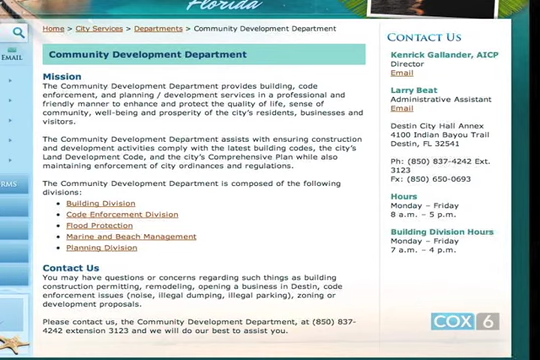 Florida
EMAIL
RMS
Home > City Services > Departments > Community Development Department
Community Development Department
Mission
The Community Development Department provides building, code
enforcement, and planning / development services in a professional and
friendly manner to enhance and protect the quality of life, sense of
community, well-being and prosperity of the city's residents, businesses and
visitors.
The Community Development Department assists with ensuring construction
and development activities comply with the latest building codes, the city's
Land Development Code, and the city's Comprehensive Plan while also
maintaining enforcement of city ordinances and regulations.
The Community Development Department is composed of the following
divisions:
• Building Division
• Code Enforcement Division
• Flood Protection
• Marine and Beach Management
• Planning Division
Contact Us
You may have questions or concerns regarding such things as building
construction permitting, remodeling, opening a business in Destin, code
enforcement issues (noise, illegal dumping, illegal parking), zoning or
development proposals.
Please contact us, the Community Development Department, at (850) 837-
4242 extension 3123 and we will do our best to assist you.
CONTACT US
Kenrick Gallander, AICP
Director
Email
Larry Beat
Administrative Assistant
Email
Destin City Hall Annex
4100 Indian Bayou Trail
Destin, FL 32541
Ph: (850) 837-4242 Ext.
3123
Fx: (850) 650-0693
Hours
Monday – Friday
8 a.m. – 5 p.m.
Building Division Hours
Monday – Friday
7 a.m. – 4 p.m.
COX 6